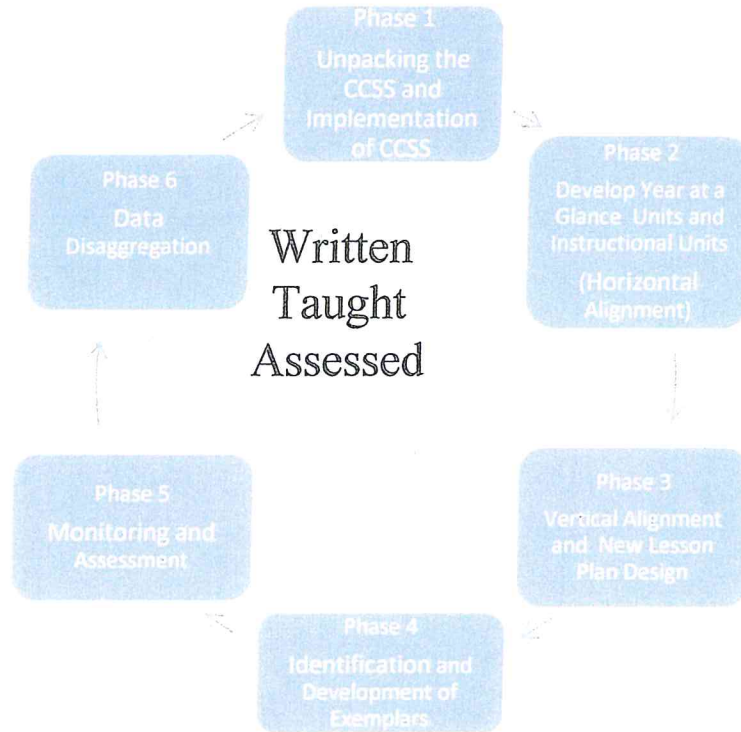 Phase 1
Unpacking the
CCSS and
Implementation
of CCSS
Phase 2
Develop Year at a
Glance Units and
Instructional Units
(Horizontal
Alignment)
Phase 3
Vertical Alignment
and New Lesson
Plan Design
Phase 4
Identification and
Development of
Exemplars
Phase 5
Monitoring and
Assessment
Phase 6
Data
Disaggregation
Written
Taught
Assessed